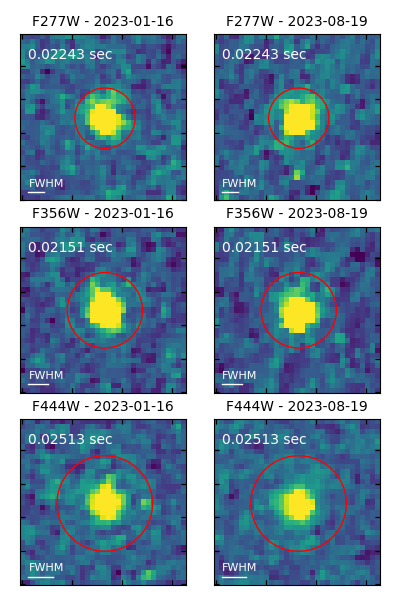 F277W - 2023-01-16
F277W - 2023-08-19
0.02243 sec
0.02243 sec
FWHM
FWHM
F356W - 2023-01-16
F356W - 2023-08-19
0.02151 sec
0.02151 sec
FWHM
FWHM
F444W - 2023-01-16
F444W - 2023-08-19
0.02513 sec
0.02513 sec
FWHM
FWHM